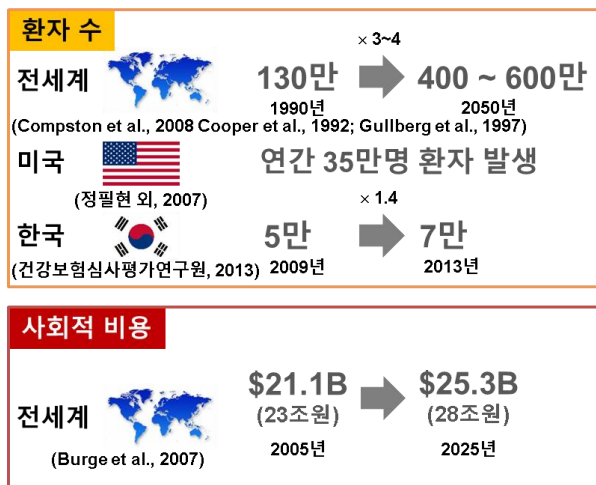 환자 수
× 3~4
전세계 130만 400 ~ 600만
1990년 2050년
(Compston et al., 2008 Cooper et al., 1992; Gullberg et al., 1997)
미국 연간 35만명 환자 발생
(정필현 외, 2007) × 1.4
한국 5만 7만
(건강보험심사평가연구원, 2013) 2009년 2013년
사회적 비용
$21.1B $25.3B
전세계 (23조원) (28조원)
(Burge et al., 2007) 2005년 2025년